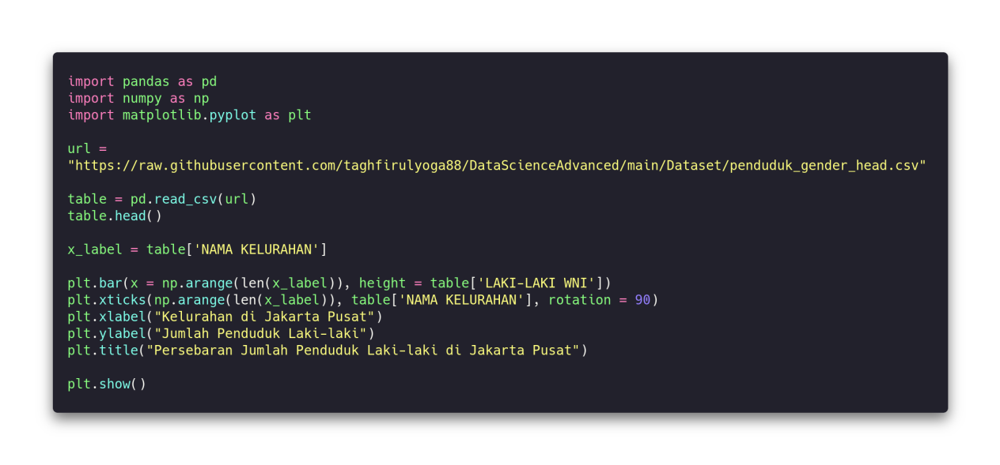 import pandas as pd
import numpy as np
import matplotlib.pyplot as plt
url =
"https://raw.githubusercontent.com/taghfirulyoga88/DataScienceAdvanced/main/Dataset/penduduk_gender_head.csv"
table = pd.read_csv(url)
table.head()
x_label = table['NAMA KELURAHAN']
plt.bar(x = np.arange(len(x_label)), height = table['LAKI-LAKI WNI'])
plt.xticks(np.arange(len(x_label)), table['NAMA KELURAHAN'], rotation = 90)
plt.xlabel("Kelurahan di Jakarta Pusat")
plt.ylabel("Jumlah Penduduk Laki-laki")
plt.title("Persebaran Jumlah Penduduk Laki-laki di Jakarta Pusat")
plt.show()